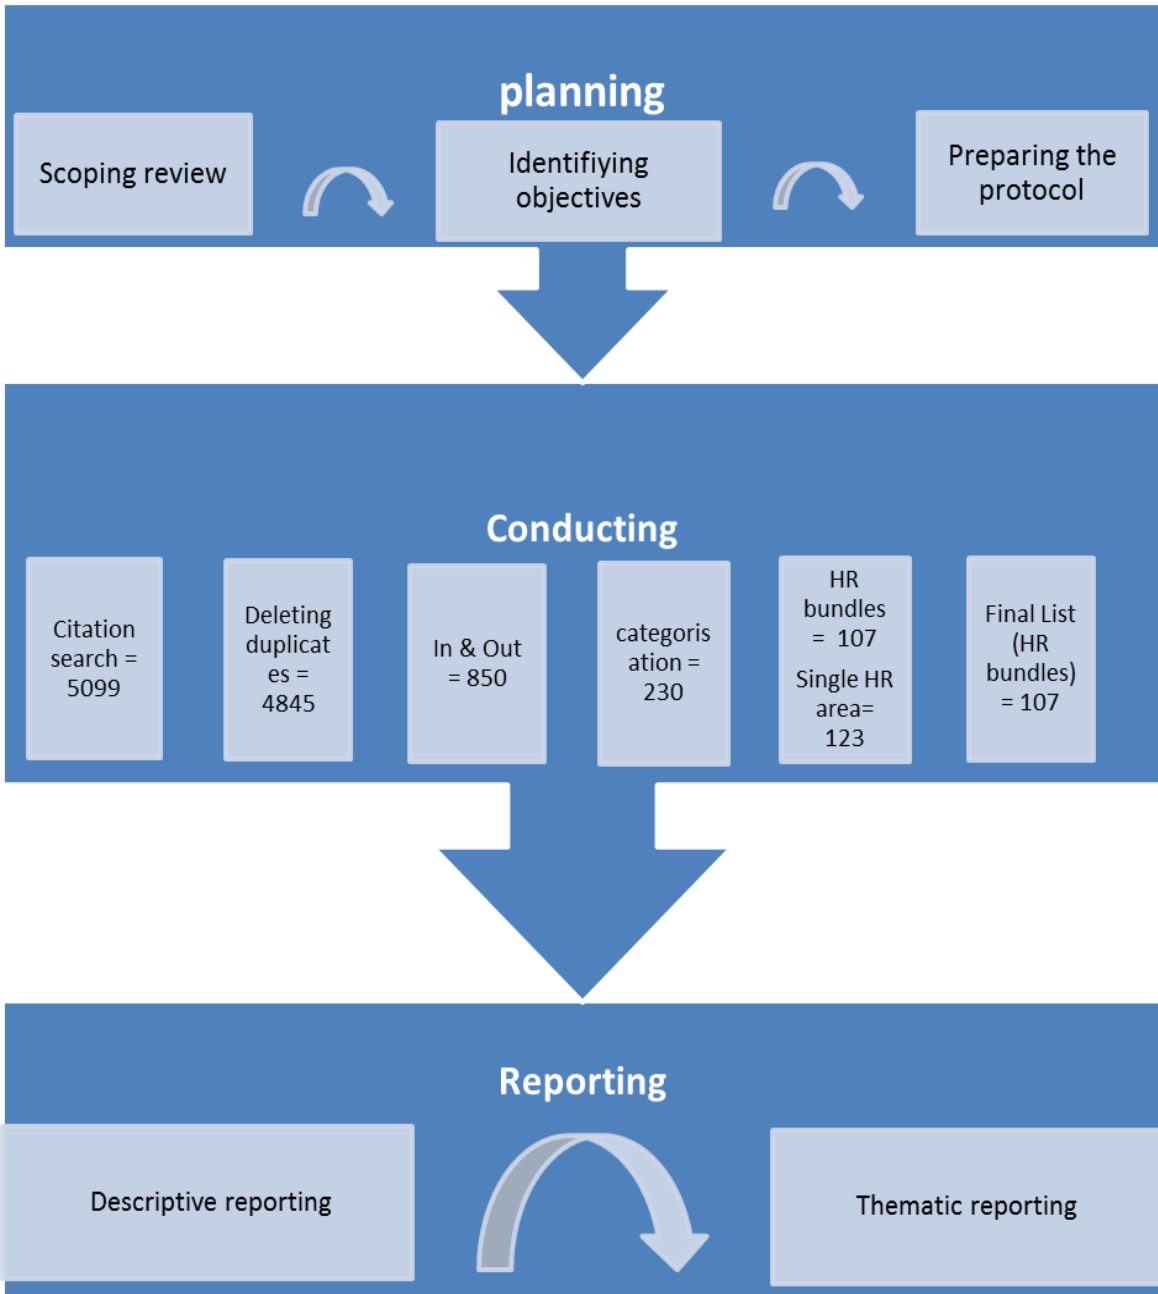 planning
Scoping review
Identifiying
objectives
Preparing the
protocol
Conducting
Citation
search =
5099
Deleting
duplicat
es =
4845
In & Out
= 850
categoris
ation =
230
HR
bundles
= 107
Single HR
area=
123
Final List
(HR
bundles)
= 107
Reporting
Descriptive reporting
Thematic reporting